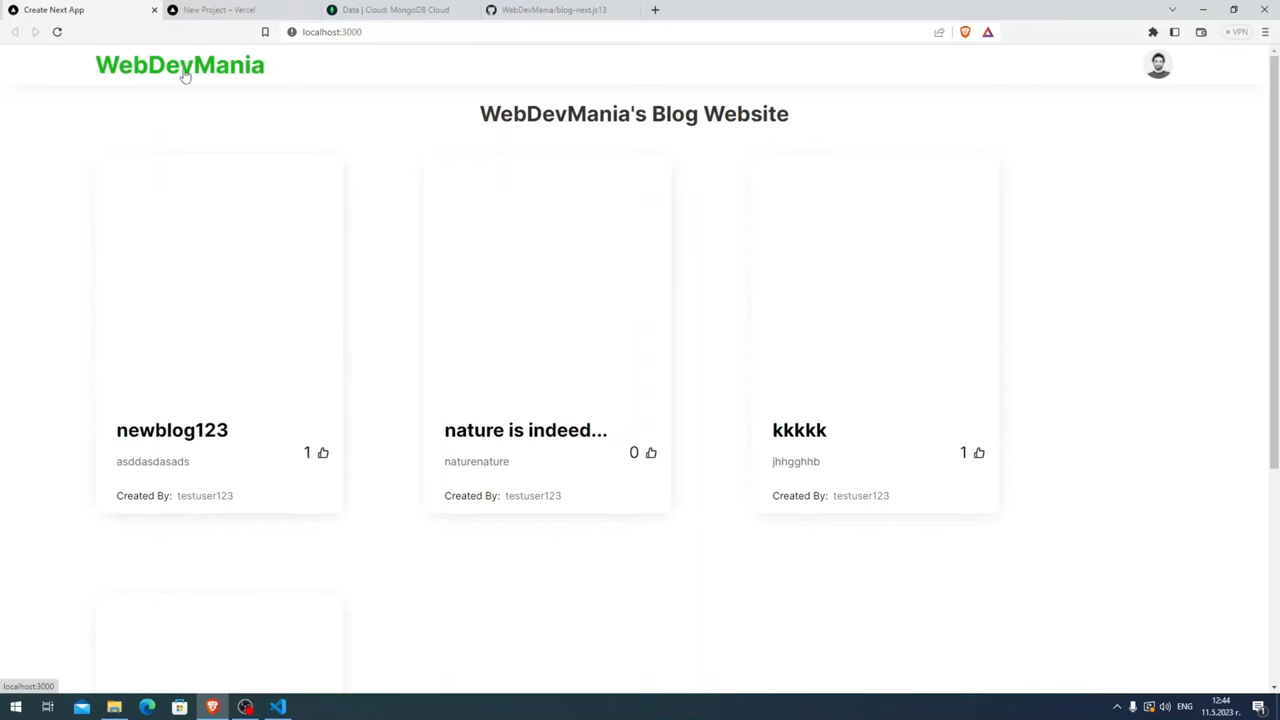 Create Next App
New Project – Vercel
Data | Cloud: MongoDB Cloud
WebDevMania/blog-next.js13
localhost:3000
VPN
WebDevMania
WebDevMania's Blog Website
newblog123
asddasdasads
1
Created By: testuser123
nature is indeed...
naturenature
0
Created By: testuser123
kkkkk
jhhgghhb
1
Created By: testuser123
localhost:3000
ENG
12:44
11.5.2023 г.
1